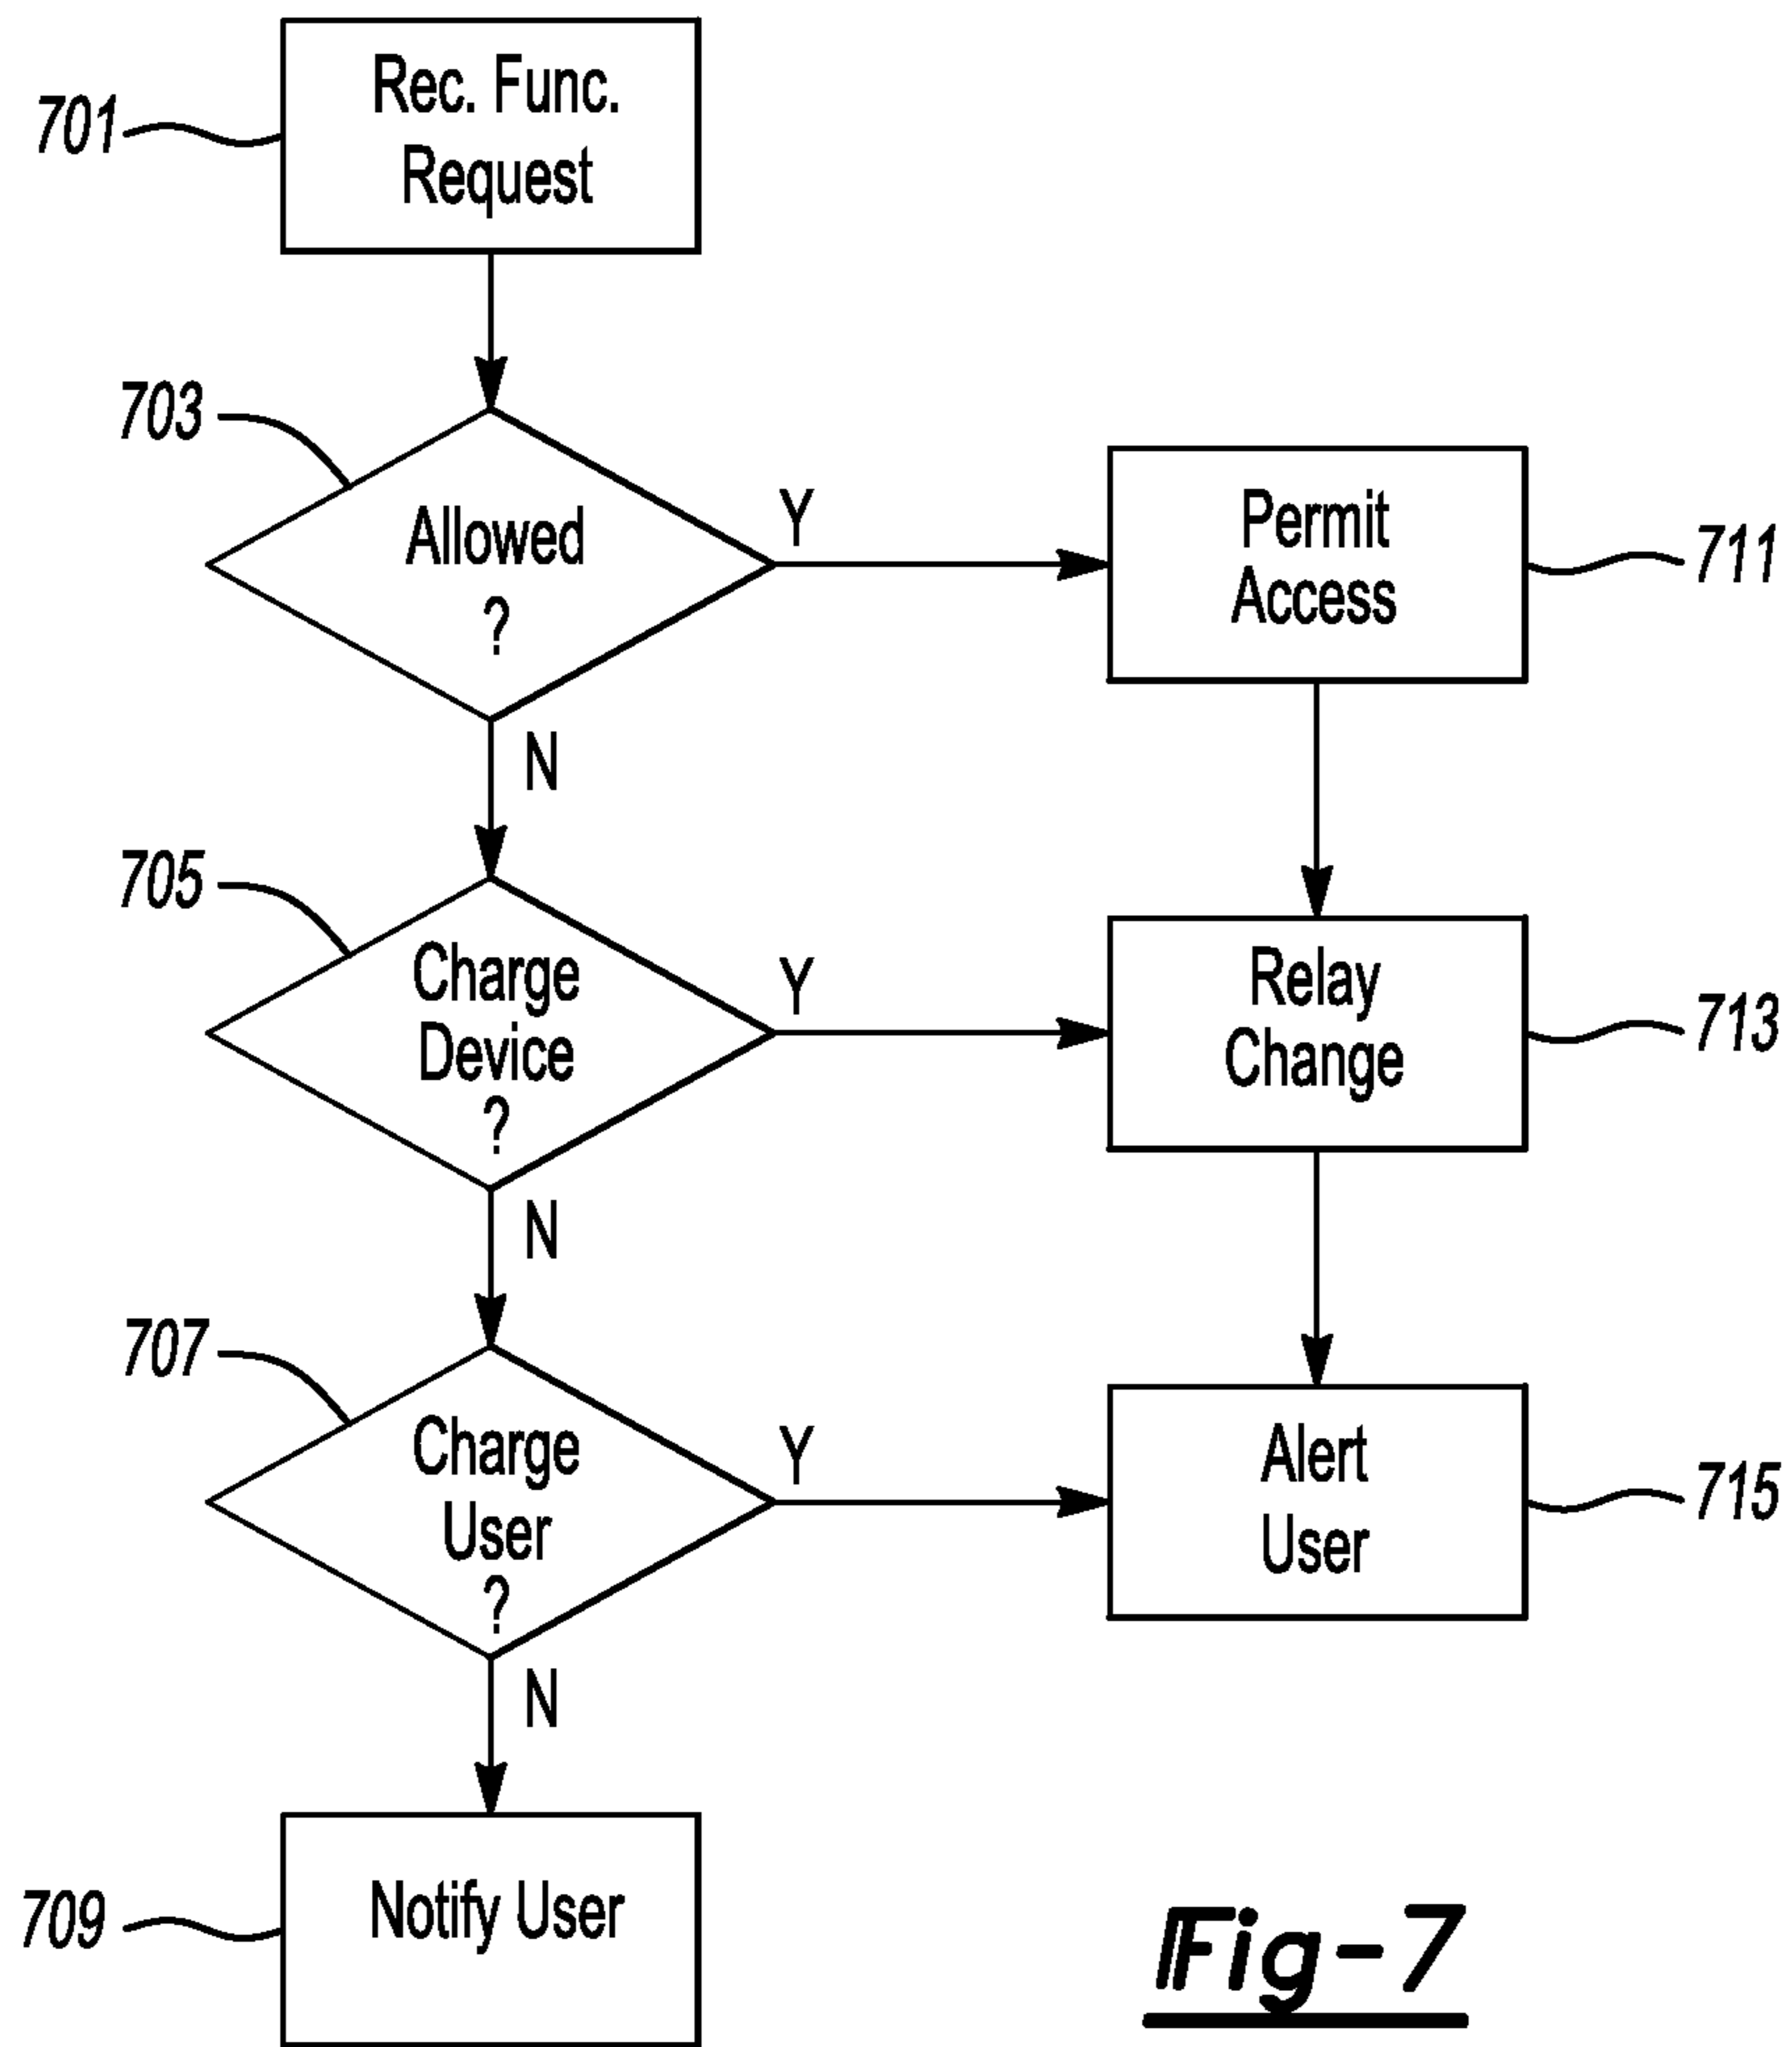 701
Rec. Func.
Request
703
Allowed
?
Y
N
Permit
Access
711
705
Charge
Device
?
Y
N
Relay
Change
713
707
Charge
User
?
Y
N
Alert
User
715
709
Notify User
Fig-7